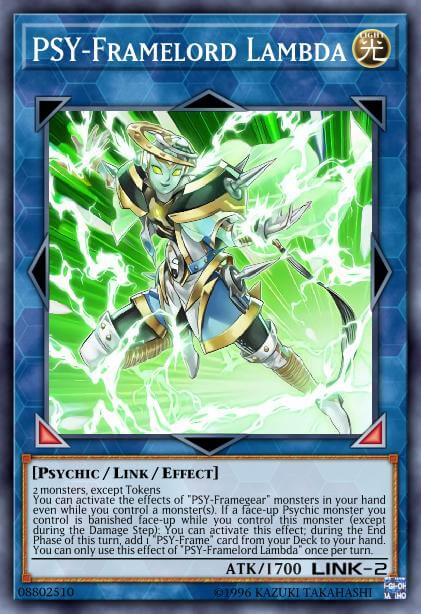 PSY-Framelord Lambda
LIGHT
光
[Psychic / Link / Effect]
2 monsters, except Tokens
You can activate the effects of "PSY-Framegear" monsters in your hand
even while you control a monster(s). If a face-up Psychic monster you
control is banished face-up while you control this monster (except
during the Damage Step): You can activate this effect; during the End
Phase of this turn, add 1 "PSY-Frame" card from your Deck to your hand.
You can only use this effect of "PSY-Framelord Lambda" once per turn.
ATK/1700 LINK-2
08802510
©1996 KAZUKI TAKAHASHI